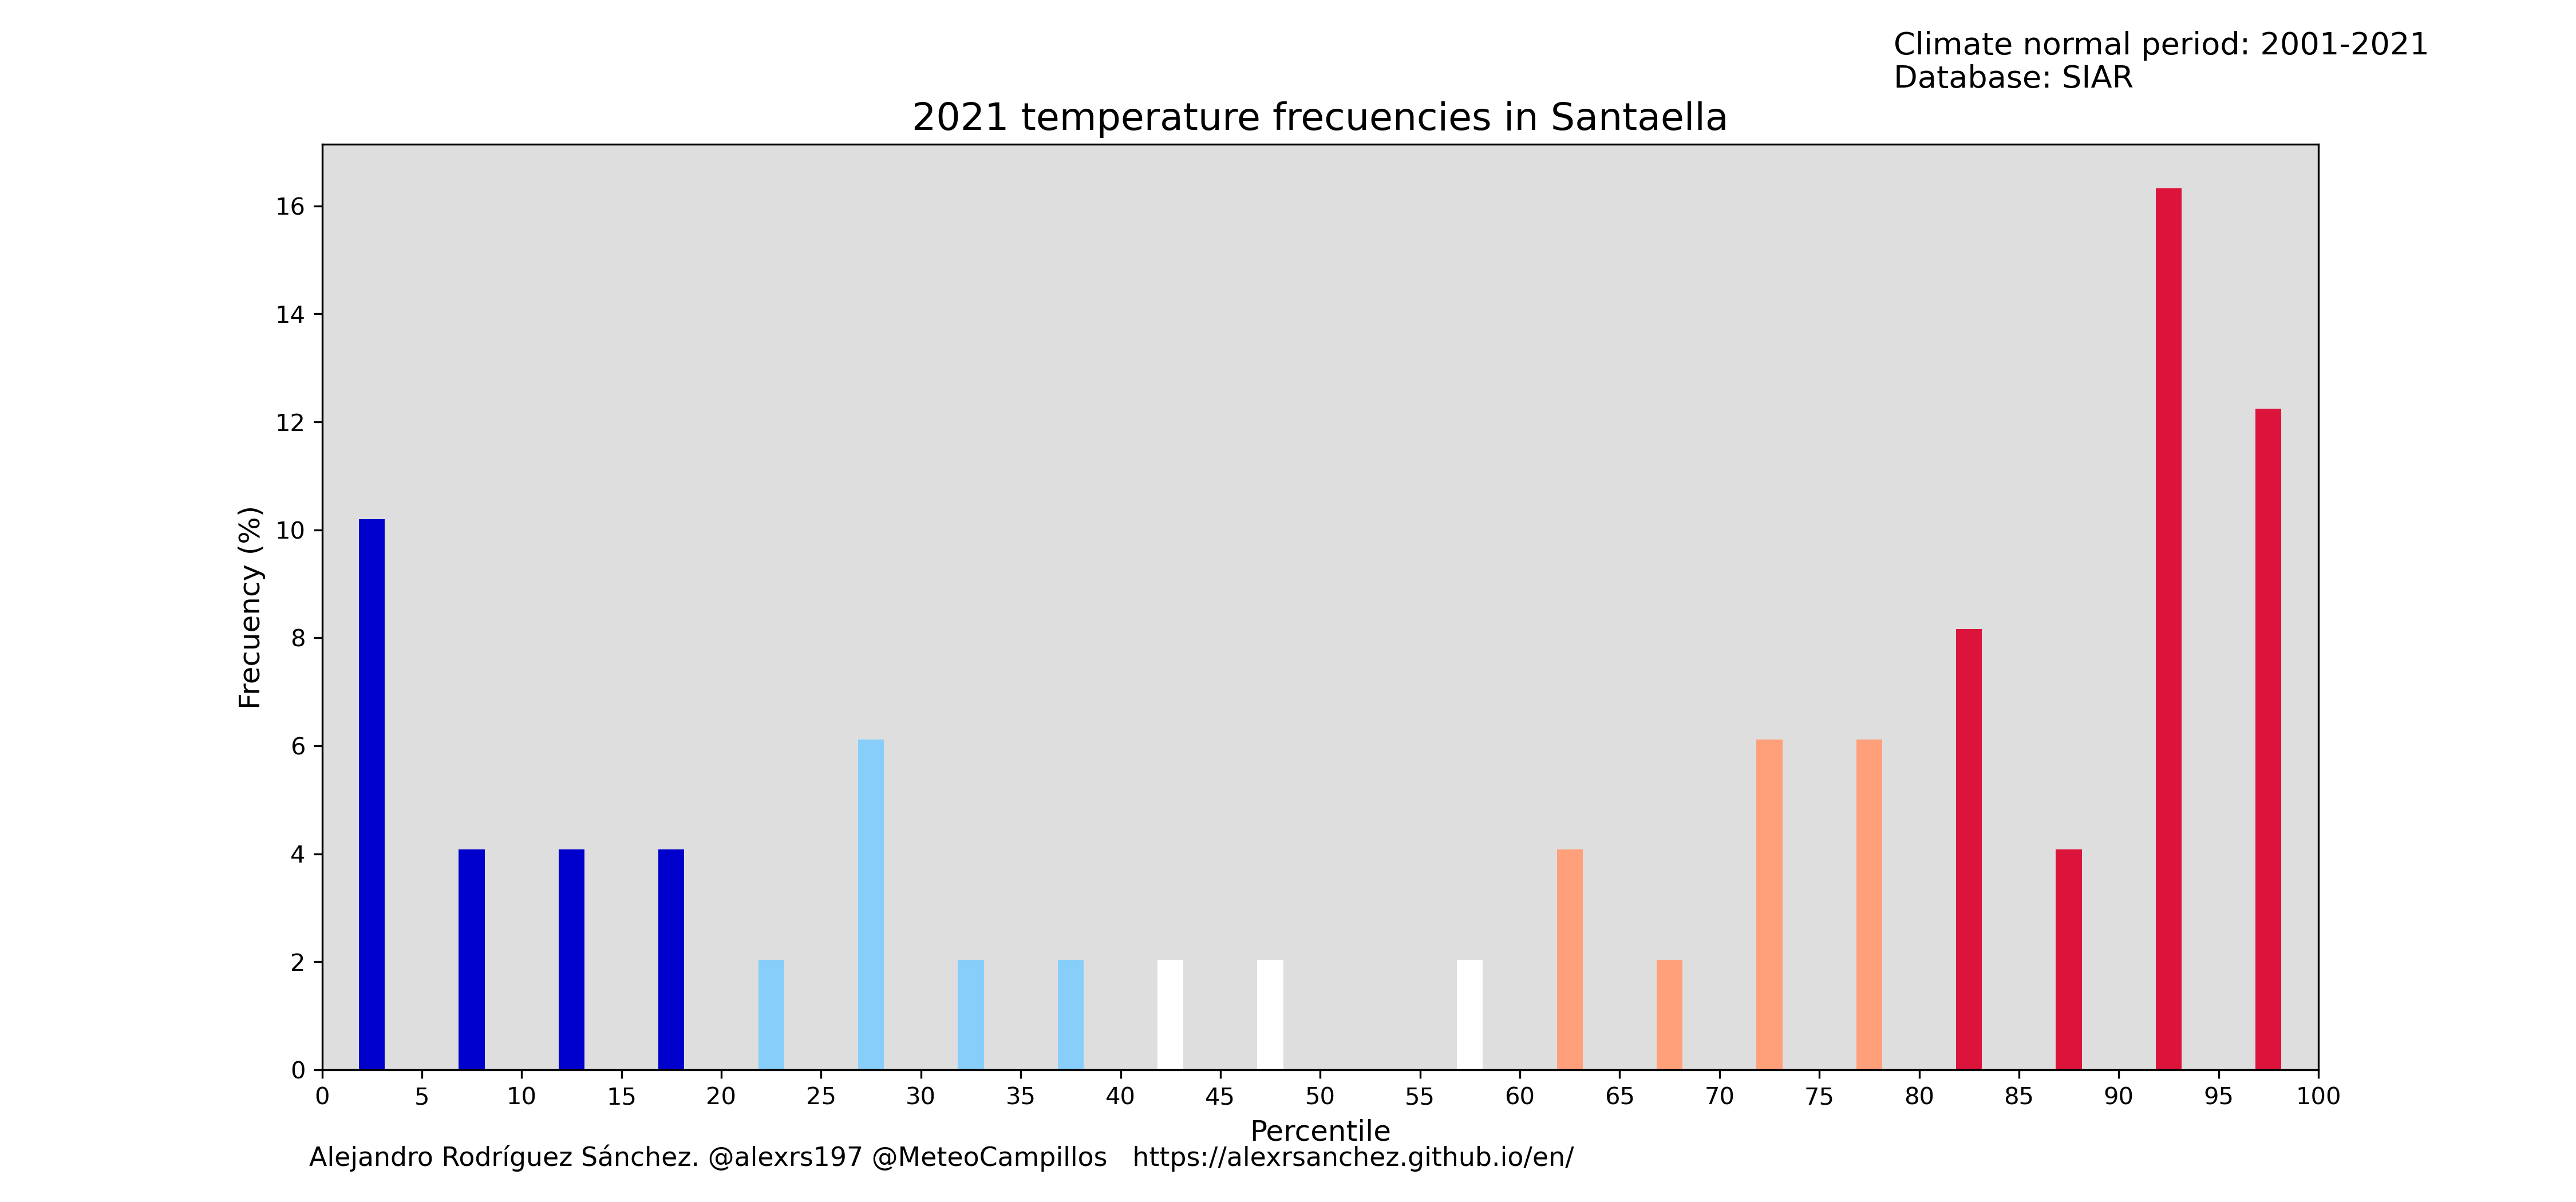 Climate normal period: 2001-2021
Database: SIAR
2021 temperature frecuencies in Santaella
Frecuency (%)
16
14
12
10
8
6
4
2
0
0 5 10 15 20 25 30 35 40 45 50 55 60 65 70 75 80 85 90 95 100
Percentile
Alejandro Rodríguez Sánchez. @alexrs197 @MeteoCampillos https://alexrsanchez.github.io/en/